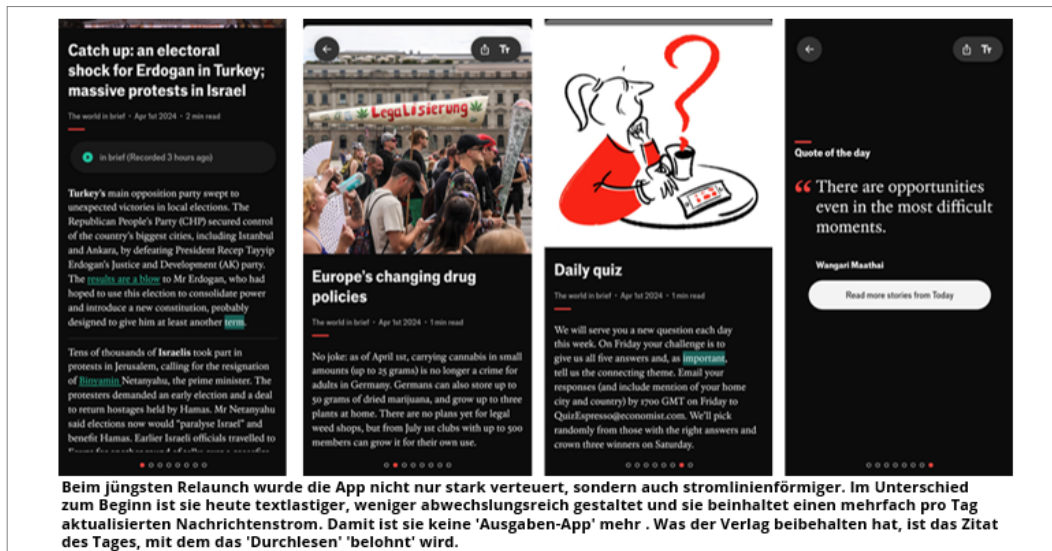 Catch up: an electoral
shock for Erdogan in Turkey;
massive protests in Israel
The world in brief • Apr 1st 2024 • 2 min read
in brief (Recorded 3 hours ago)
Turkey's main opposition party swept to
unexpected victories in local elections. The
Republican People's Party (CHP) secured control
of the country's biggest cities, including Istanbul
and Ankara, by defeating President Recep Tayyip
Erdogan's Justice and Development (AK) party.
The results are a blow to Mr Erdogan, who had
hoped to use this election to consolidate power
and introduce a new constitution, probably
designed to give him at least another term.
Tens of thousands of Israelis took part in
protests in Jerusalem, calling for the resignation
of Binyamin Netanyahu, the prime minister. The
protesters demanded an early election and a deal
to return hostages held by Hamas. Mr Netanyahu
said elections now would "paralyse Israel" and
benefit Hamas. Earlier Israeli officials travelled to
Legalisierung
Europe's changing drug
policies
The world in brief • Apr 1st 2024 • 1 min read
No joke: as of April 1st, carrying cannabis in small
amounts (up to 25 grams) is no longer a crime for
adults in Germany. Germans can also store up to
50 grams of dried marijuana, and grow up to three
plants at home. There are no plans yet for legal
weed shops, but from July 1st clubs with up to 500
members can grow it for their own use.
Daily quiz
The world in brief • Apr 1st 2024 • 1 min read
We will serve you a new question each day
this week. On Friday your challenge is to
give us all five answers and, as important,
tell us the connecting theme. Email your
responses (and include mention of your home
city and country) by 1700 GMT on Friday to
QuizEspresso@economist.com. We'll pick
randomly from those with the right answers and
crown three winners on Saturday.
TT
Quote of the day
“ There are opportunities
even in the most difficult
moments.
Wangari Maathai
Read more stories from Today
Beim jüngsten Relaunch wurde die App nicht nur stark verteuert, sondern auch stromlinienförmiger. Im Unterschied
zum Beginn ist sie heute textlastiger, weniger abwechslungsreich gestaltet und sie beinhaltet einen mehrfach pro Tag
aktualisierten Nachrichtenstrom. Damit ist sie keine 'Ausgaben-App' mehr . Was der Verlag beibehalten hat, ist das Zitat
des Tages, mit dem das 'Durchlesen' 'belohnt' wird.